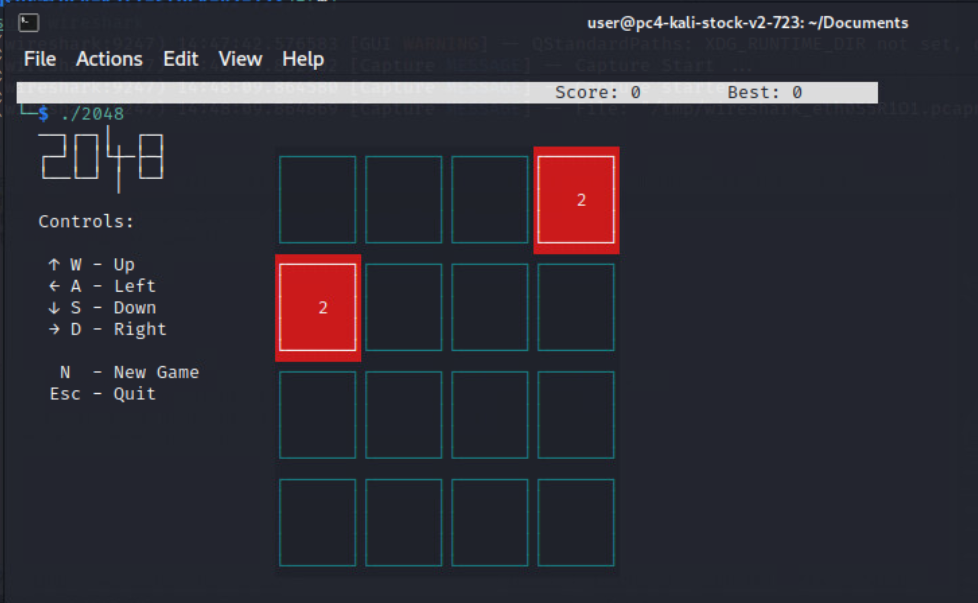 user@pc4-kali-stock-v2-723: ~/Documents
File Actions Edit View Help
Score: 0 Best: 0
└─$ ./2048
2048
2
Controls:
↑ W - Up
← A - Left
↓ S - Down
→ D - Right
2
N - New Game
Esc - Quit